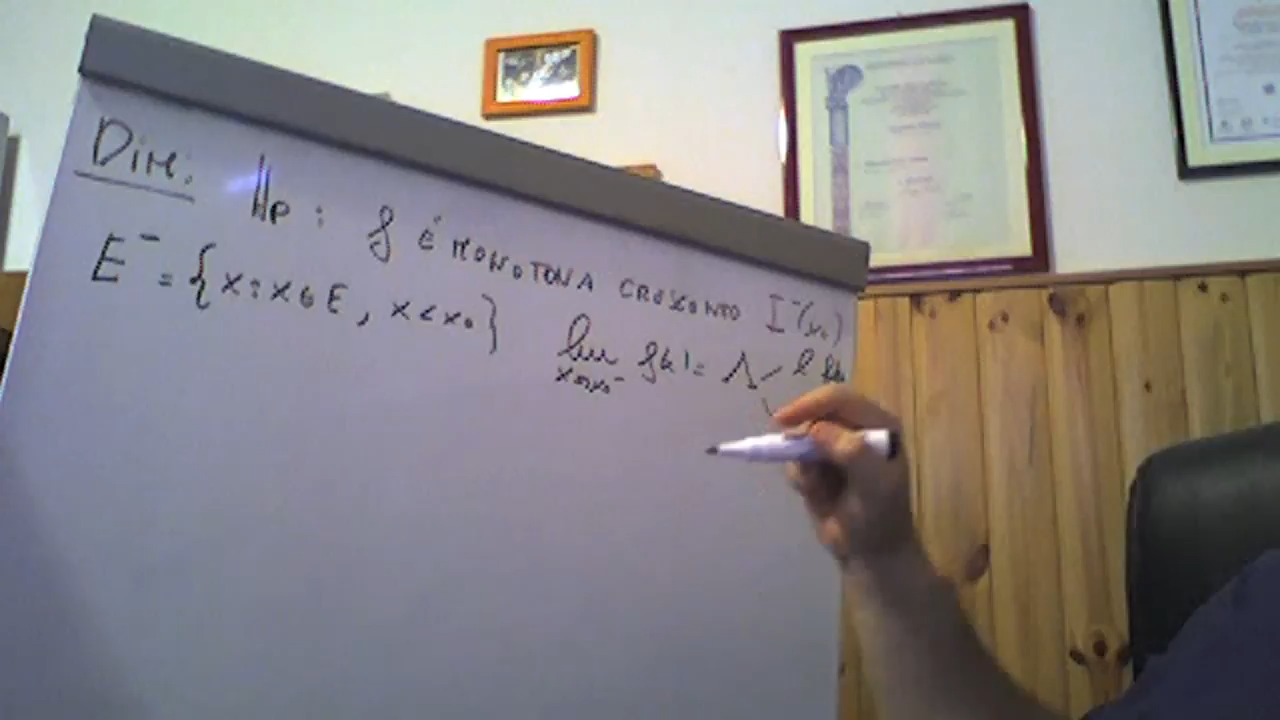 Dim:
Hp: f É MONOTONA CRESCENTE I⁻(x₀)
E⁻ = {x : x ∈ E, x < x₀}
lim f(x) = Λ l
x→x₀⁻